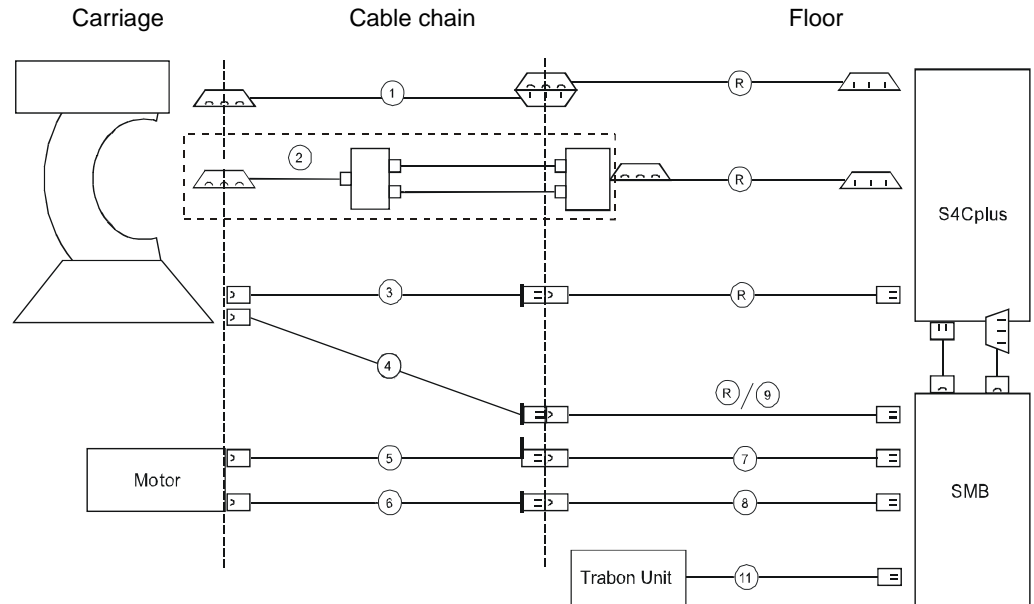 Carriage
Cable chain
Floor
1
R
2
R
S4Cplus
3
R
4
R / 9
5
7
Motor
6
8
SMB
Trabon Unit
11